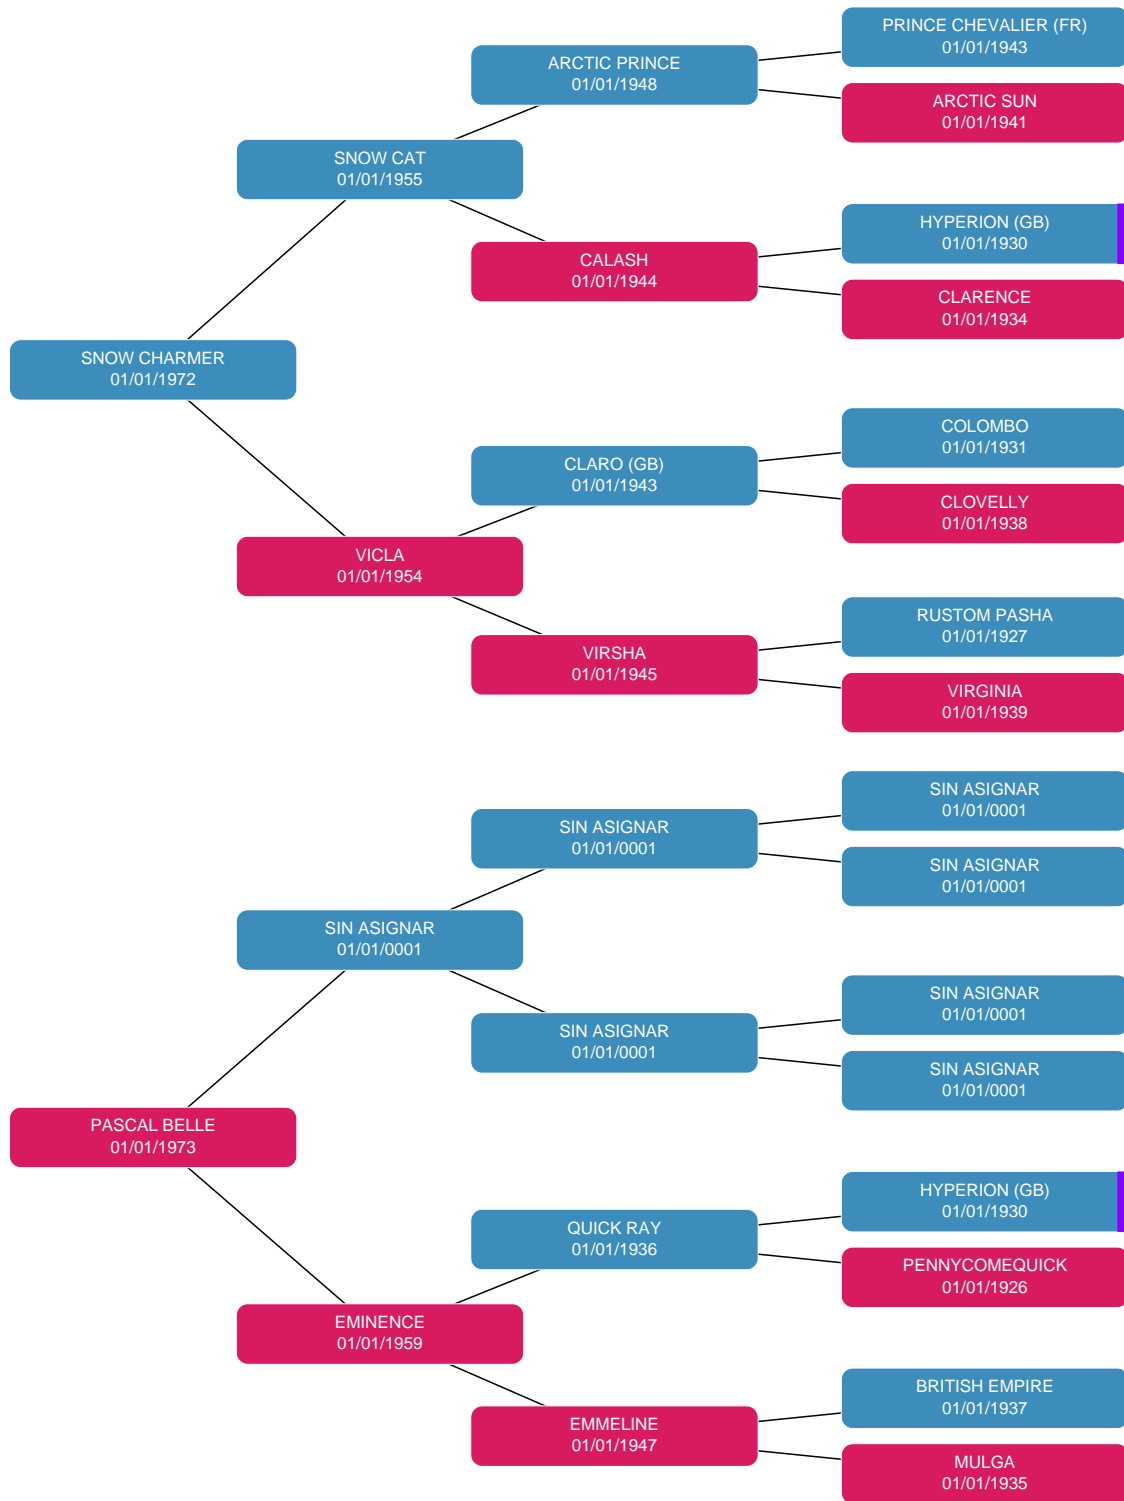 PRINCE CHEVALIER (FR)
01/01/1943
ARCTIC PRINCE
01/01/1948
ARCTIC SUN
01/01/1941
SNOW CAT
01/01/1955
HYPERION (GB)
01/01/1930
CALASH
01/01/1944
CLARENCE
01/01/1934
SNOW CHARMER
01/01/1972
COLOMBO
01/01/1931
CLARO (GB)
01/01/1943
CLOVELLY
01/01/1938
VICLA
01/01/1954
RUSTOM PASHA
01/01/1927
VIRSHA
01/01/1945
VIRGINIA
01/01/1939
SIN ASIGNAR
01/01/0001
SIN ASIGNAR
01/01/0001
SIN ASIGNAR
01/01/0001
SIN ASIGNAR
01/01/0001
SIN ASIGNAR
01/01/0001
SIN ASIGNAR
01/01/0001
SIN ASIGNAR
01/01/0001
PASCAL BELLE
01/01/1973
HYPERION (GB)
01/01/1930
QUICK RAY
01/01/1936
PENNYCOMEQUICK
01/01/1926
EMINENCE
01/01/1959
BRITISH EMPIRE
01/01/1937
EMMELINE
01/01/1947
MULGA
01/01/1935